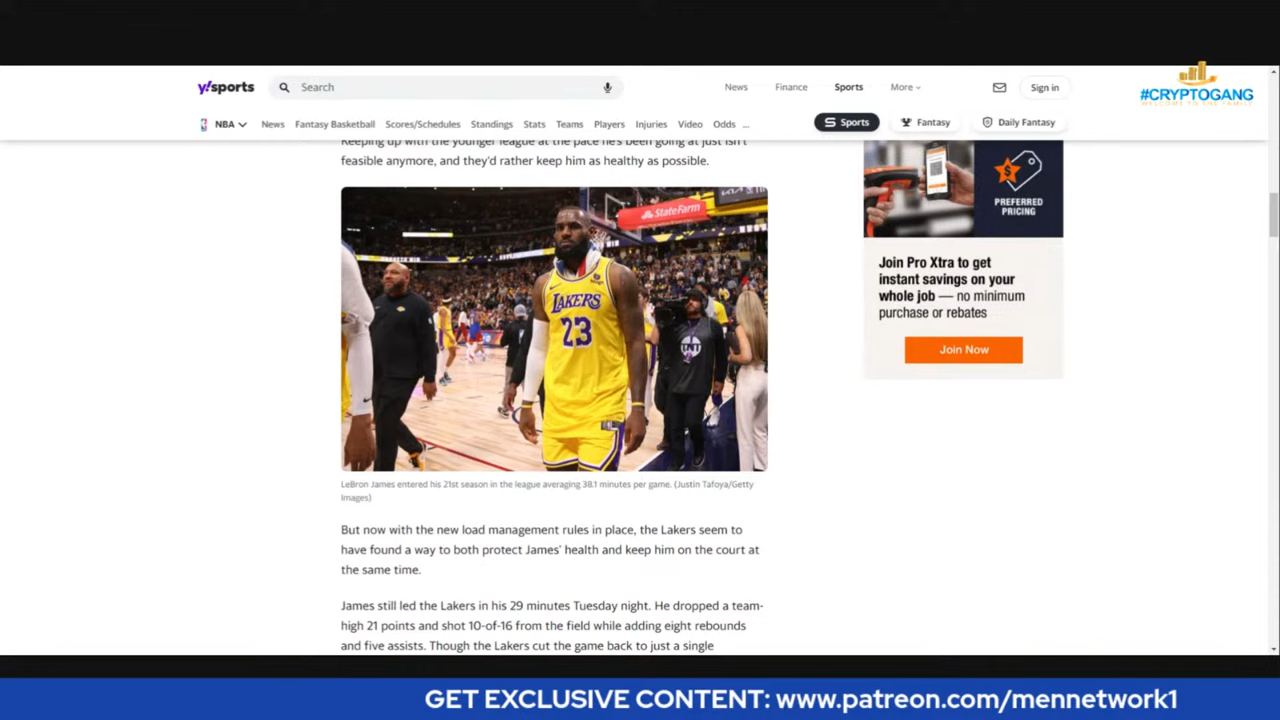 y!sports
Search
News
Finance
Sports
More
Sign in
#CRYPTOGANG
WELCOME TO THE FAMILY
NBA
News
Fantasy Basketball
Scores/Schedules
Standings
Stats
Teams
Players
Injuries
Video
Odds
...
Sports
Fantasy
Daily Fantasy
Keeping up with the younger league at the pace he's been going at just isn't
feasible anymore, and they'd rather keep him as healthy as possible.
StateFarm
LAKERS
23
TNT
LeBron James entered his 21st season in the league averaging 38.1 minutes per game. (Justin Tafoya/Getty
Images)
But now with the new load management rules in place, the Lakers seem to
have found a way to both protect James' health and keep him on the court at
the same time.
James still led the Lakers in his 29 minutes Tuesday night. He dropped a team-
high 21 points and shot 10-of-16 from the field while adding eight rebounds
and five assists. Though the Lakers cut the game back to just a single
$
PREFERRED
PRICING
Join Pro Xtra to get
instant savings on your
whole job — no minimum
purchase or rebates
Join Now
GET EXCLUSIVE CONTENT: www.patreon.com/mennetwork1